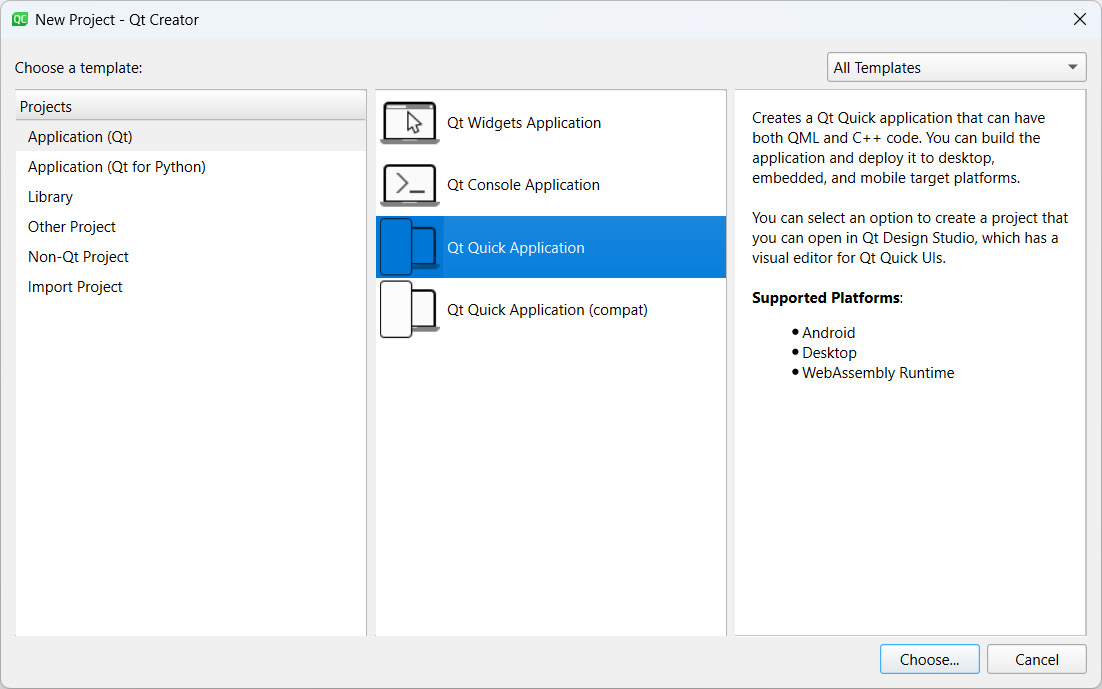 New Project - Qt Creator
Choose a template:
All Templates
Projects
Application (Qt)
Application (Qt for Python)
Library
Other Project
Non-Qt Project
Import Project
Qt Widgets Application
Qt Console Application
Qt Quick Application
Qt Quick Application (compat)
Creates a Qt Quick application that can have
both QML and C++ code. You can build the
application and deploy it to desktop,
embedded, and mobile target platforms.
You can select an option to create a project that
you can open in Qt Design Studio, which has a
visual editor for Qt Quick UIs.
Supported Platforms:
• Android
• Desktop
• WebAssembly Runtime
Choose...
Cancel